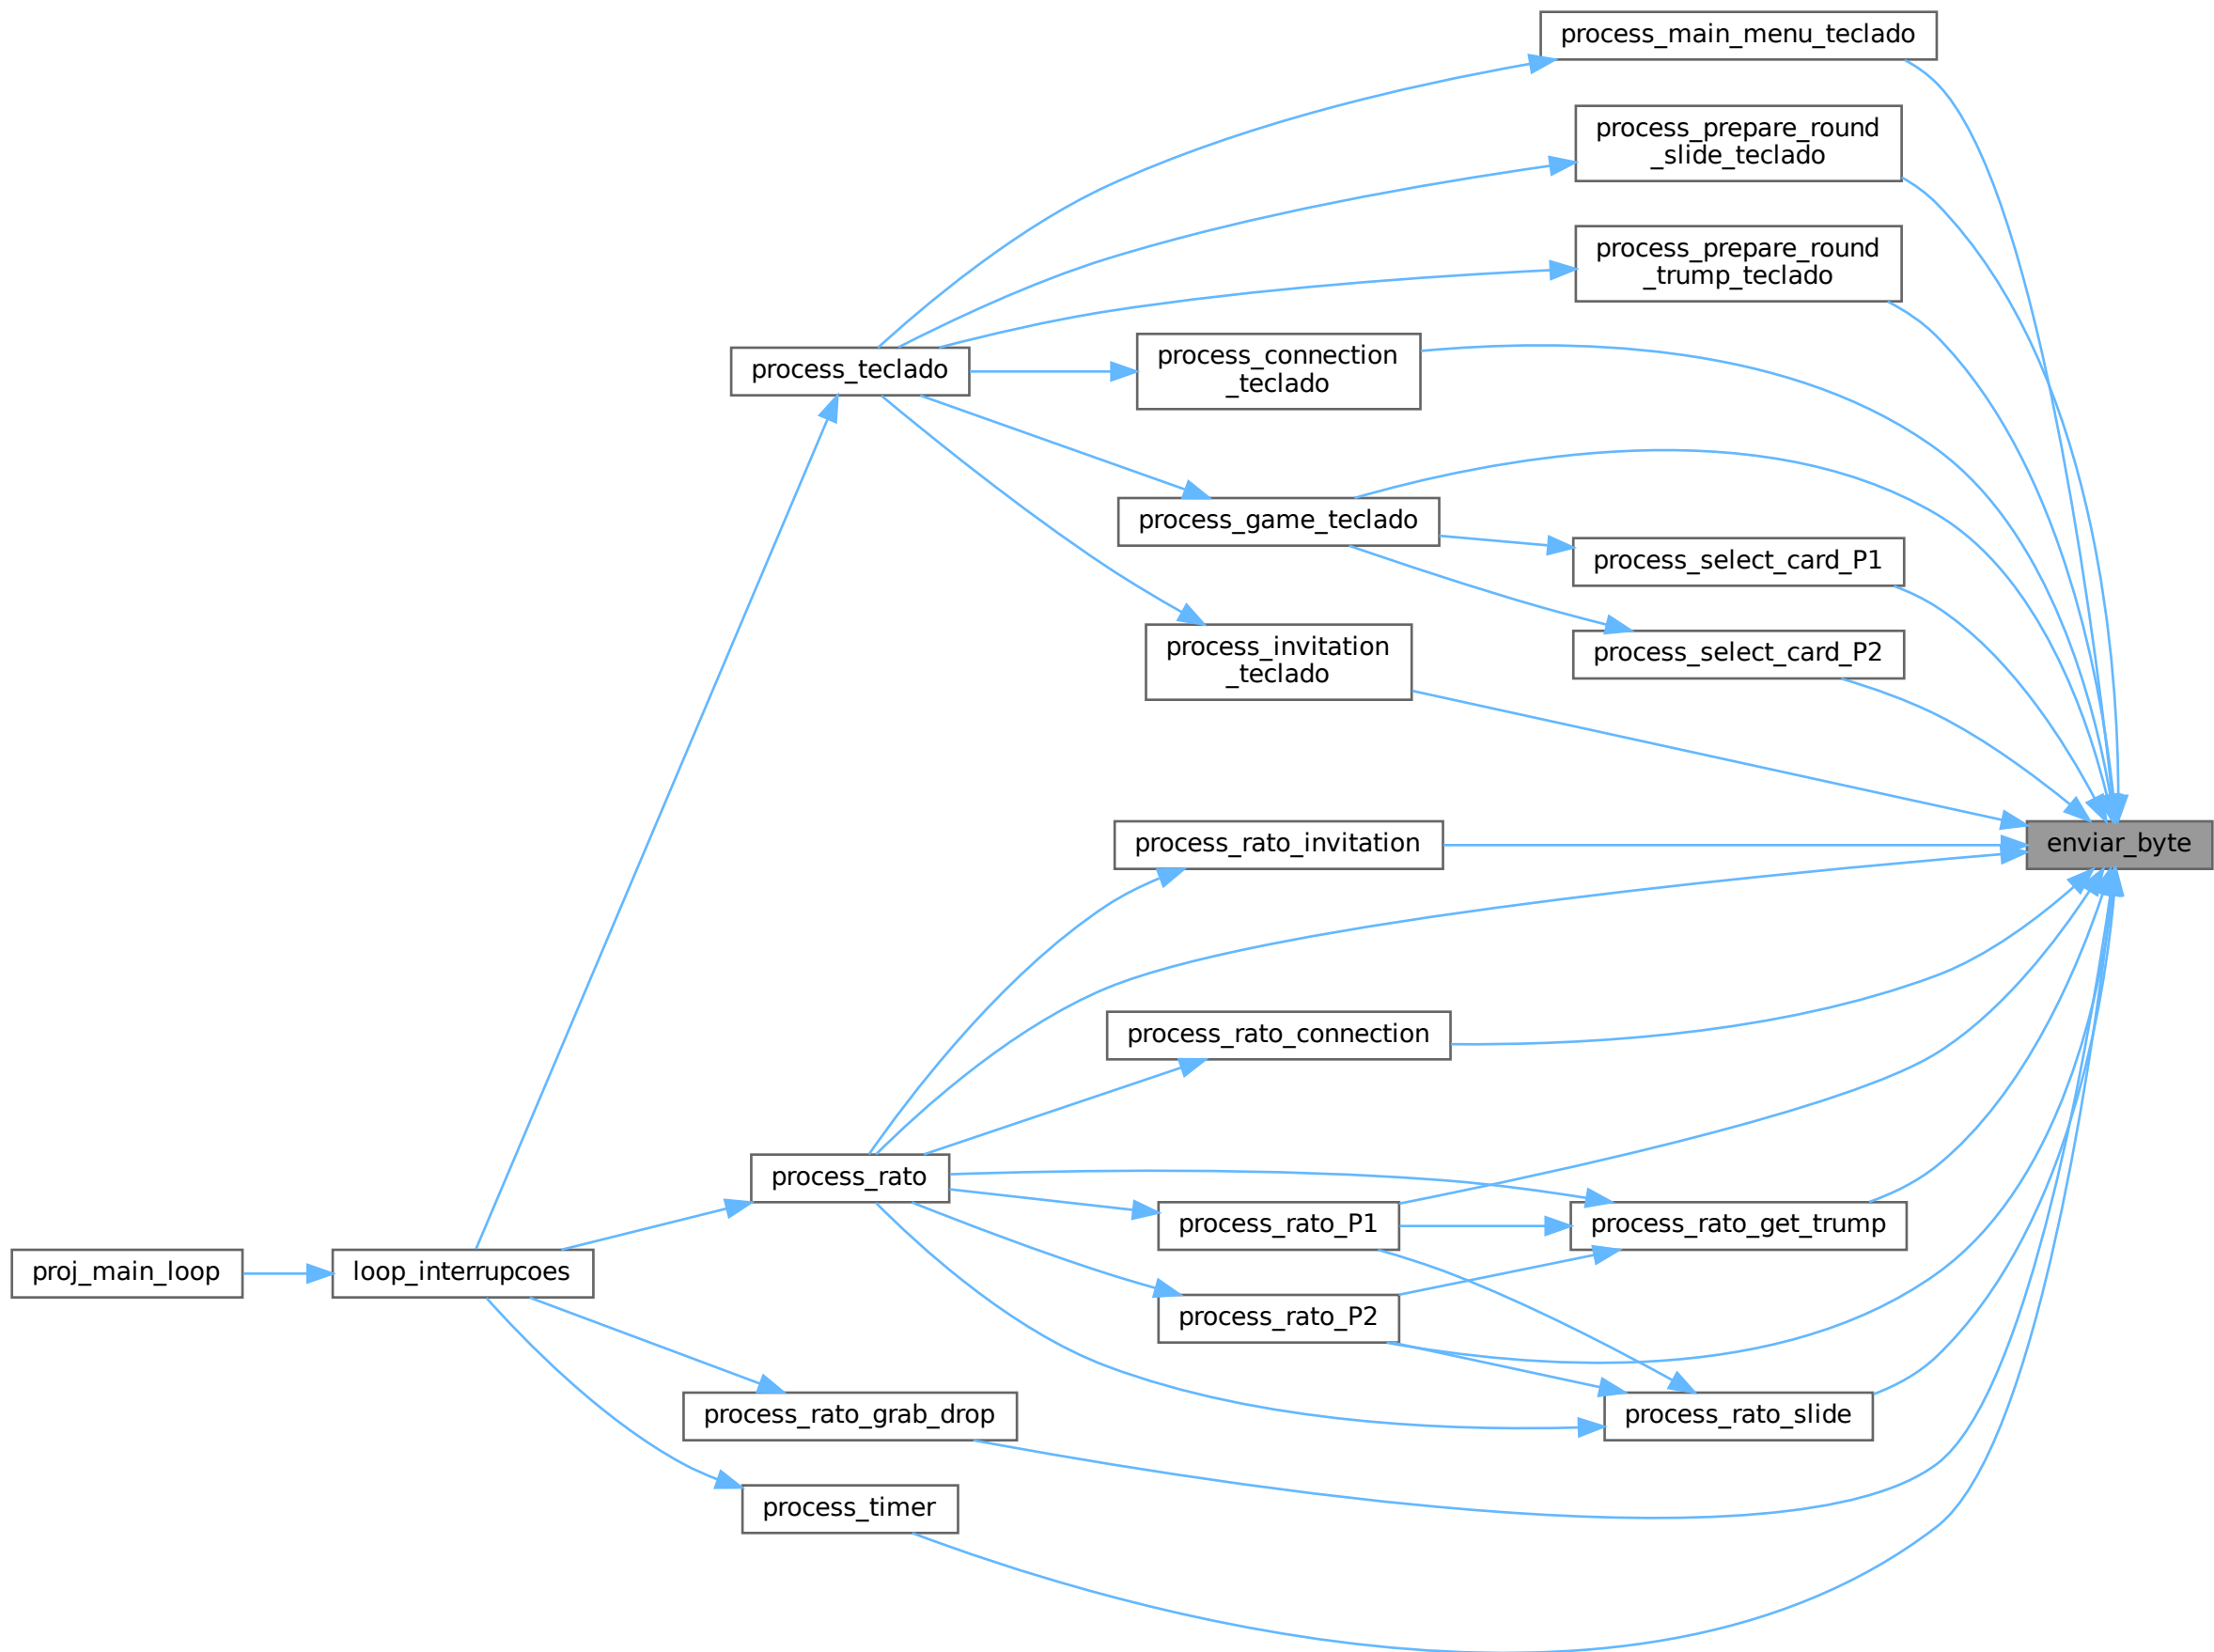 process_main_menu_teclado
process_prepare_round
_slide_teclado
process_prepare_round
_trump_teclado
process_teclado
process_connection
_teclado
process_game_teclado
process_select_card_P1
process_invitation
_teclado
process_select_card_P2
process_rato_invitation
enviar_byte
process_rato_connection
process_rato
process_rato_P1
process_rato_get_trump
proj_main_loop
loop_interrupcoes
process_rato_P2
process_rato_grab_drop
process_rato_slide
process_timer